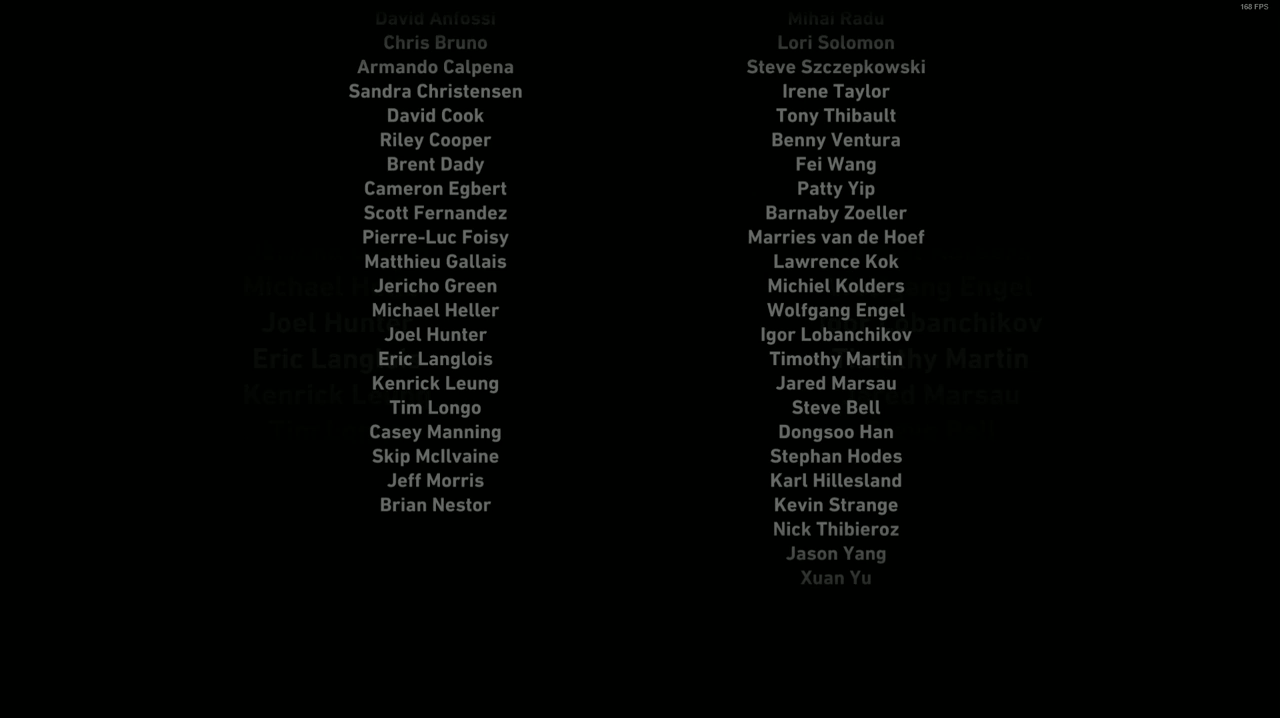 168 FPS
David Anfossi
Chris Bruno
Armando Calpena
Sandra Christensen
David Cook
Riley Cooper
Brent Dady
Cameron Egbert
Scott Fernandez
Pierre-Luc Foisy
Matthieu Gallais
Jericho Green
Michael Heller
Joel Hunter
Eric Langlois
Kenrick Leung
Tim Longo
Casey Manning
Skip McIlvaine
Jeff Morris
Brian Nestor
Mihai Radu
Lori Solomon
Steve Szczepkowski
Irene Taylor
Tony Thibault
Benny Ventura
Fei Wang
Patty Yip
Barnaby Zoeller
Marries van de Hoef
Lawrence Kok
Michiel Kolders
Wolfgang Engel
Igor Lobanchikov
Timothy Martin
Jared Marsau
Steve Bell
Dongsoo Han
Stephan Hodes
Karl Hillesland
Kevin Strange
Nick Thibieroz
Jason Yang
Xuan Yu